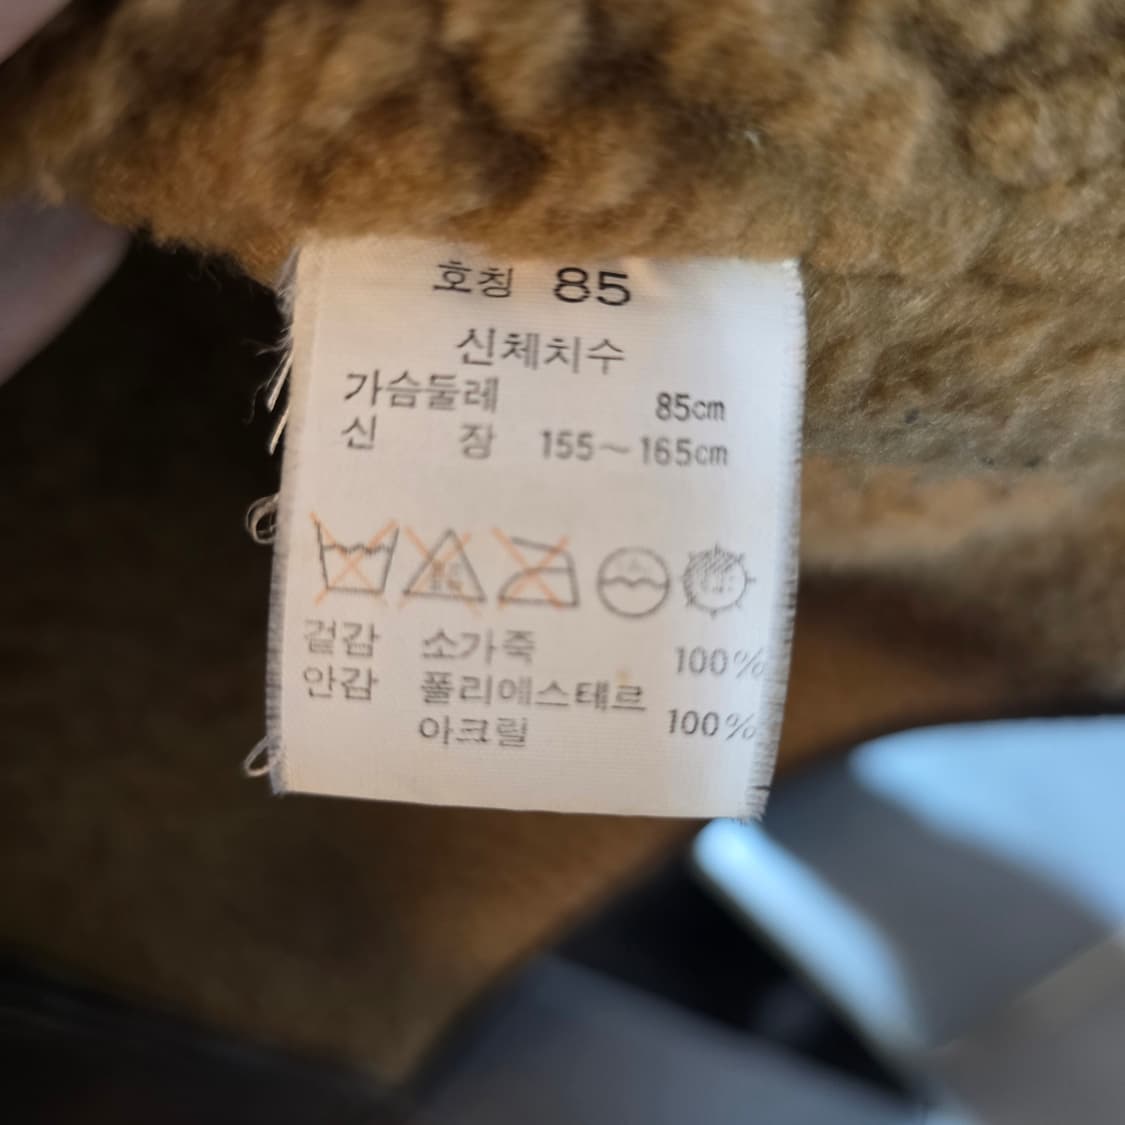 호칭 85
신체치수
가슴둘레 85cm
신 장 155~165cm
겉감 소가죽 100%
안감 폴리에스테르
아크릴 100%